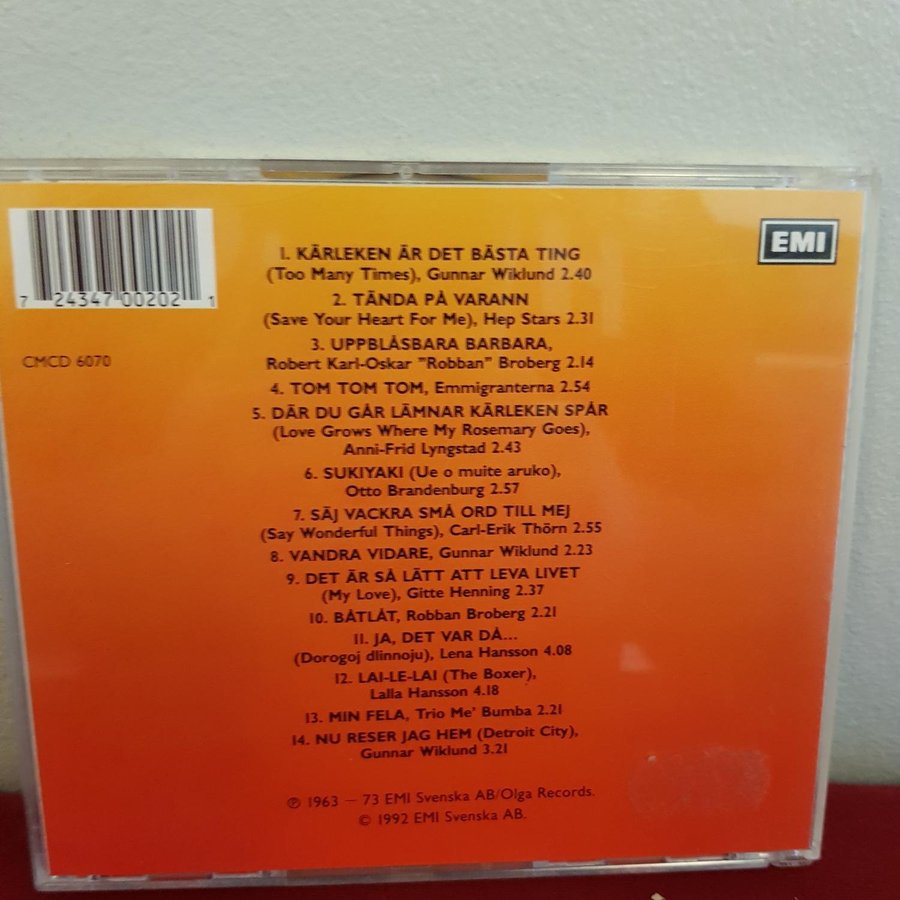 EMI
7 24347 00202 1
CMCD 6070
1. KÄRLEKEN ÄR DET BÄSTA TING
(Too Many Times), Gunnar Wiklund 2.40
2. TÄNDA PÅ VARANN
(Save Your Heart For Me), Hep Stars 2.31
3. UPPBLÅSBARA BARBARA,
Robert Karl-Oskar "Robban" Broberg 2.14
4. TOM TOM TOM, Emmigranterna 2.54
5. DÄR DU GÅR LÄMNAR KÄRLEKEN SPÅR
(Love Grows Where My Rosemary Goes),
Anni-Frid Lyngstad 2.43
6. SUKIYAKI (Ue o muite aruko),
Otto Brandenburg 2.57
7. SÄJ VACKRA SMÅ ORD TILL MEJ
(Say Wonderful Things), Carl-Erik Thörn 2.55
8. VANDRA VIDARE, Gunnar Wiklund 2.23
9. DET ÄR SÅ LÄTT ATT LEVA LIVET
(My Love), Gitte Henning 2.37
10. BÅTLÅT, Robban Broberg 2.21
11. JA, DET VAR DÅ...
(Dorogoj dlinnoju), Lena Hansson 4.08
12. LAI-LE-LAI (The Boxer),
Lalla Hansson 4.18
13. MIN FELA, Trio Me' Bumba 2.21
14. NU RESER JAG HEM (Detroit City),
Gunnar Wiklund 3.21
℗ 1963 – 73 EMI Svenska AB/Olga Records.
© 1992 EMI Svenska AB.